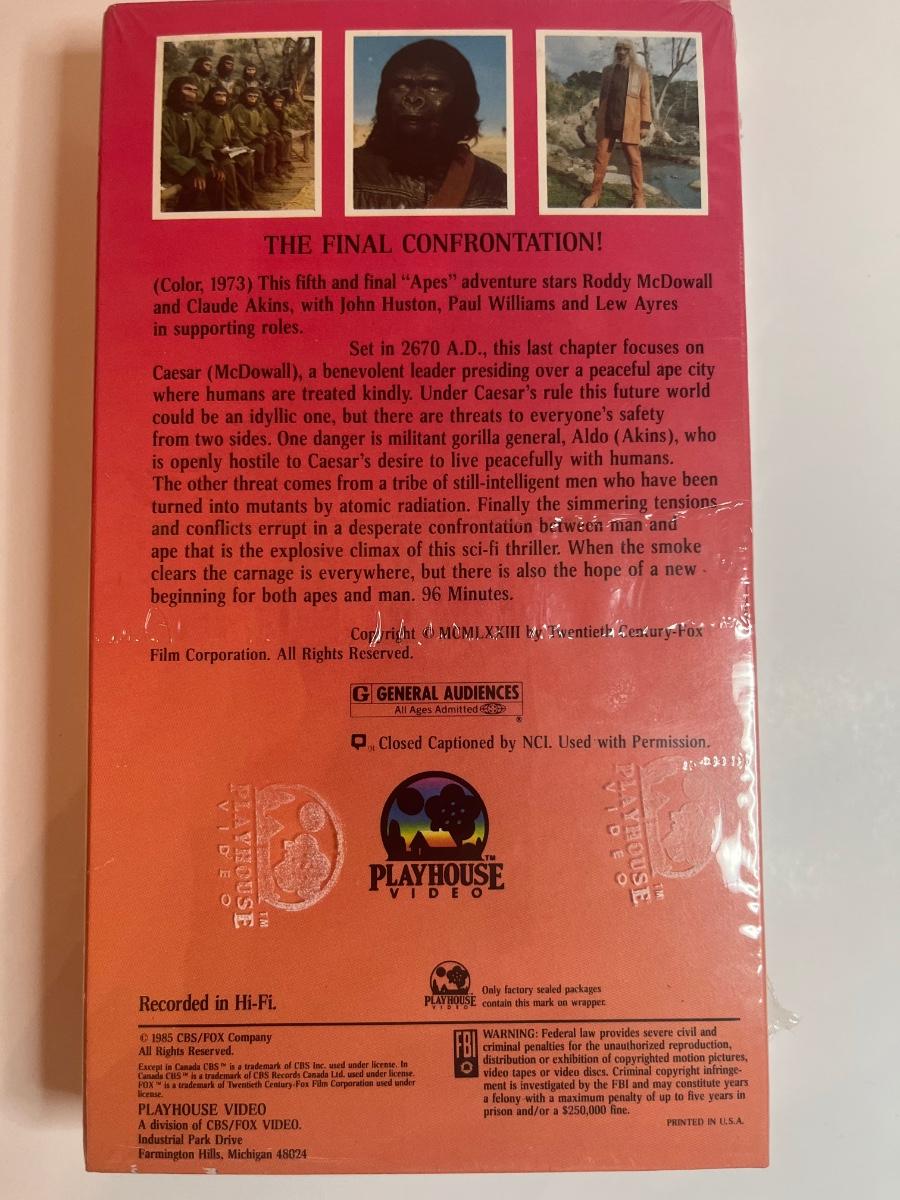 THE FINAL CONFRONTATION!
(Color, 1973) This fifth and final “Apes” adventure stars Roddy McDowall
and Claude Akins, with John Huston, Paul Williams and Lew Ayres
in supporting roles.
Set in 2670 A.D., this last chapter focuses on
Caesar (McDowall), a benevolent leader presiding over a peaceful ape city
where humans are treated kindly. Under Caesar's rule this future world
could be an idyllic one, but there are threats to everyone's safety
from two sides. One danger is militant gorilla general, Aldo (Akins), who
is openly hostile to Caesar's desire to live peacefully with humans.
The other threat comes from a tribe of still-intelligent men who have been
turned into mutants by atomic radiation. Finally the simmering tensions
and conflicts errupt in a desperate confrontation between man and
ape that is the explosive climax of this sci-fi thriller. When the smoke
clears the carnage is everywhere, but there is also the hope of a new
beginning for both apes and man. 96 Minutes.
Copyright © MCMLXXIII by Twentieth Century-Fox
Film Corporation. All Rights Reserved.
G GENERAL AUDIENCES
All Ages Admitted ®
Closed Captioned by NCI. Used with Permission.
PLAYHOUSE
VIDEO
TM
PLAYHOUSE™
VIDEO
PLAYHOUSE
VIDEO
TM
Recorded in Hi-Fi.
PLAYHOUSE
VIDEO
Only factory sealed packages
contain this mark on wrapper.
© 1985 CBS/FOX Company
All Rights Reserved.
Except in Canada CBS™ is a trademark of CBS Inc. used under license. In
Canada CBS™ is a trademark of CBS Records Canada Ltd. used under license.
FOX™ is a trademark of Twentieth Century-Fox Film Corporation used under
license.
PLAYHOUSE VIDEO
A division of CBS/FOX VIDEO.
Industrial Park Drive
Farmington Hills, Michigan 48024
FBI
WARNING: Federal law provides severe civil and
criminal penalties for the unauthorized reproduction,
distribution or exhibition of copyrighted motion pictures,
video tapes or video discs. Criminal copyright infringe-
ment is investigated by the FBI and may constitute years
a felony with a maximum penalty of up to five years in
prison and/or a $250,000 fine.
PRINTED IN U.S.A.